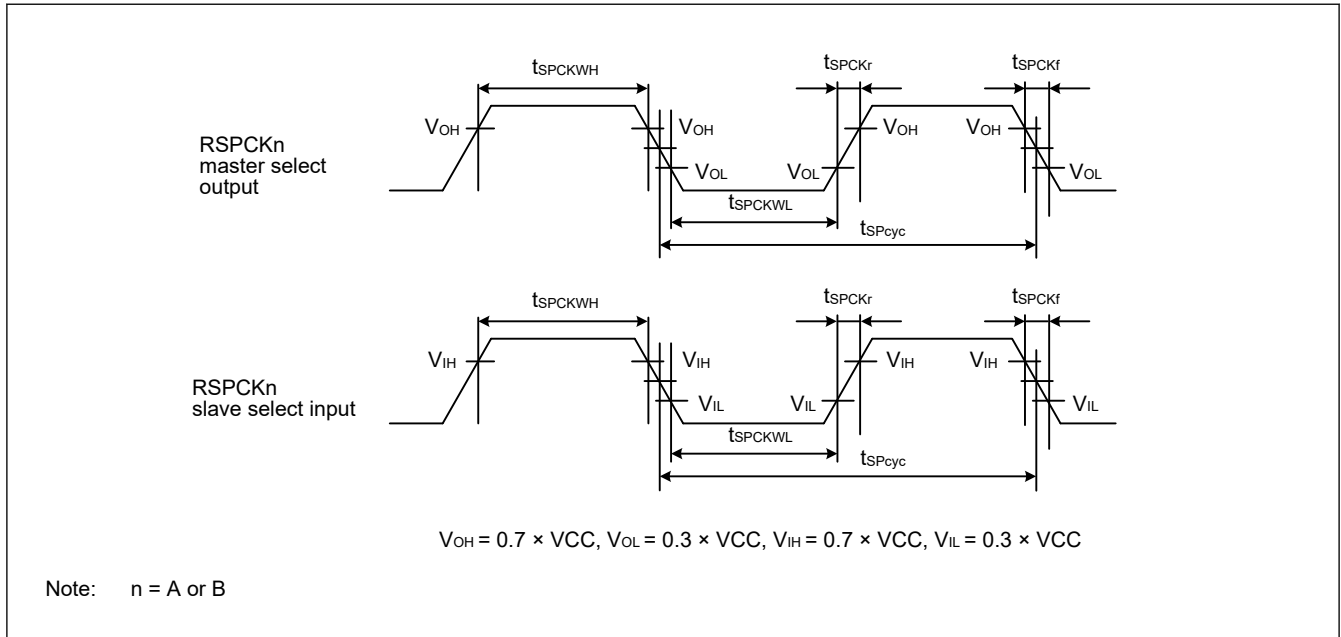 tSPCKWH
tSPCKr
tSPCKf
VOH
VOH
VOH
VOH
RSPCKn
master select
output
VOL
VOL
VOL
tSPCKWL
tSPcyc
tSPCKWH
tSPCKr
tSPCKf
VIH
VIH
VIH
VIH
RSPCKn
slave select input
VIL
VIL
VIL
tSPCKWL
tSPcyc
VOH = 0.7 × VCC, VOL = 0.3 × VCC, VIH = 0.7 × VCC, VIL = 0.3 × VCC
Note: n = A or B